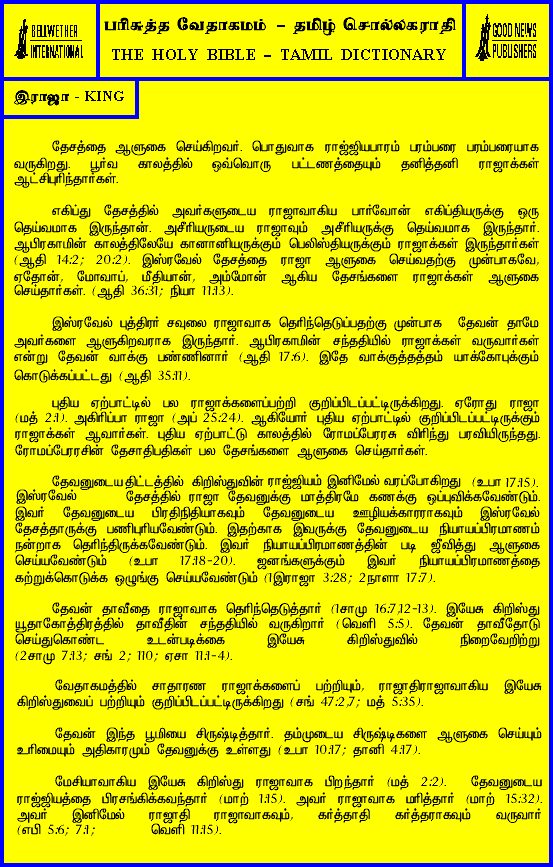 BELLWETHER
INTERNATIONAL
பரிசுத்த வேதாகமம் – தமிழ் சொல்லகராதி
THE HOLY BIBLE – TAMIL DICTIONARY
GOOD NEWS
PUBLISHERS
இராஜா - KING
தேசத்தை ஆளுகை செய்கிறவர். பொதுவாக ராஜ்ஜியபாரம் பரம்பரை பரம்பரையாக
வருகிறது. பூர்வ காலத்தில் ஒவ்வொரு பட்டணத்தையும் தனித்தனி ராஜாக்கள்
ஆட்சிபுரிந்தார்கள்.
எகிப்து தேசத்தில் அவர்களுடைய ராஜாவாகிய பார்வோன் எகிப்தியருக்கு ஒரு
தெய்வமாக இருந்தான். அசீரியருடைய ராஜாவும் அசீரியருக்கு தெய்வமாக இருந்தார்.
ஆபிரகாமின் காலத்திலேயே கானானியருக்கும் பெலிஸ்தியருக்கும் ராஜாக்கள் இருந்தார்கள்
(ஆதி 14:2; 20:2). இஸ்ரவேல் தேசத்தை ராஜா ஆளுகை செய்வதற்கு முன்பாகவே,
ஏதோன், மோவாப், மீதியான், அம்மோன் ஆகிய தேசங்களை ராஜாக்கள் ஆளுகை
செய்தார்கள். (ஆதி 36:31; நியா 11:13).
இஸ்ரவேல் புத்திரர் சவுலை ராஜாவாக தெரிந்தெடுப்பதற்கு முன்பாக தேவன் தாமே
அவர்களை ஆளுகிறவராக இருந்தார். ஆபிரகாமின் சந்ததியில் ராஜாக்கள் வருவார்கள்
என்று தேவன் வாக்கு பண்ணினார் (ஆதி 17:6). இதே வாக்குத்தத்தம் யாக்கோபுக்கும்
கொடுக்கப்பட்டது (ஆதி 35:11).
புதிய ஏற்பாட்டில் பல ராஜாக்களைப்பற்றி குறிப்பிடப்பட்டிருக்கிறது. ஏரோது ராஜா
(மத் 2:1). அகிரிப்பா ராஜா (அப் 25:24). ஆகியோர் புதிய ஏற்பாட்டில் குறிப்பிடப்பட்டிருக்கும்
ராஜாக்கள் ஆவார்கள். புதிய ஏற்பாட்டு காலத்தில் ரோமப்பேரரசு விரிந்து பரவியிருந்தது.
ரோமப்பேரரசின் தேசாதிபதிகள் பல தேசங்களை ஆளுகை செய்தார்கள்.
தேவனுடைய திட்டத்தில் கிறிஸ்துவின் ராஜ்ஜியம் இனிமேல் வரப்போகிறது (உபா 17:15).
இஸ்ரவேல் தேசத்தில் ராஜா தேவனுக்கு மாத்திரமே கணக்கு ஒப்புவிக்கவேண்டும்.
இவர் தேவனுடைய பிரதிநிதியாகவும் தேவனுடைய ஊழியக்காரராகவும் இஸ்ரவேல்
தேசத்தாருக்கு பணிபுரியவேண்டும். இதற்காக இவருக்கு தேவனுடைய நியாயப்பிரமாணம்
நன்றாக தெரிந்திருக்கவேண்டும். இவர் நியாயப்பிரமாணத்தின் படி ஜீவித்து ஆளுகை
செய்யவேண்டும் (உபா 17:18-20). ஜனங்களுக்கும் இவர் நியாயப்பிரமாணத்தை
கற்றுக்கொடுக்க ஒழுங்கு செய்யவேண்டும் (1இராஜா 3:28; 2நாளா 17:7).
தேவன் தாவீதை ராஜாவாக தெரிந்தெடுத்தார் (1சாமு 16:7,12-13). இயேசு கிறிஸ்து
யூதாகோத்திரத்தில் தாவீதின் சந்ததியில் வருகிறார் (வெளி 5:5). தேவன் தாவீதோடு
செய்துகொண்ட உடன்படிக்கை இயேசு கிறிஸ்துவில் நிறைவேறிற்று
(2சாமு 7:13; சங் 2; 110; ஏசா 11:1-4).
வேதாகமத்தில் சாதாரண ராஜாக்களைப் பற்றியும், ராஜாதிராஜாவாகிய இயேசு
கிறிஸ்துவைப் பற்றியும் குறிப்பிடப்பட்டிருக்கிறது (சங் 47:2,7; மத் 5:35).
தேவன் இந்த பூமியை சிருஷ்டித்தார். தம்முடைய சிருஷ்டிகளை ஆளுகை செய்யும்
உரிமையும் அதிகாரமும் தேவனுக்கு உள்ளது (உபா 10:17; தானி 4:17).
மேசியாவாகிய இயேசு கிறிஸ்து ராஜாவாக பிறந்தார் (மத் 2:2). தேவனுடைய
ராஜ்ஜியத்தை பிரசங்கிக்கவந்தார் (மாற் 1:15). அவர் ராஜாவாக மரித்தார் (மாற் 15:32).
அவர் இனிமேல் ராஜாதி ராஜாவாகவும், கர்த்தாதி கர்த்தராகவும் வருவார்
(எபி 5:6; 7:1; வெளி 11:15).